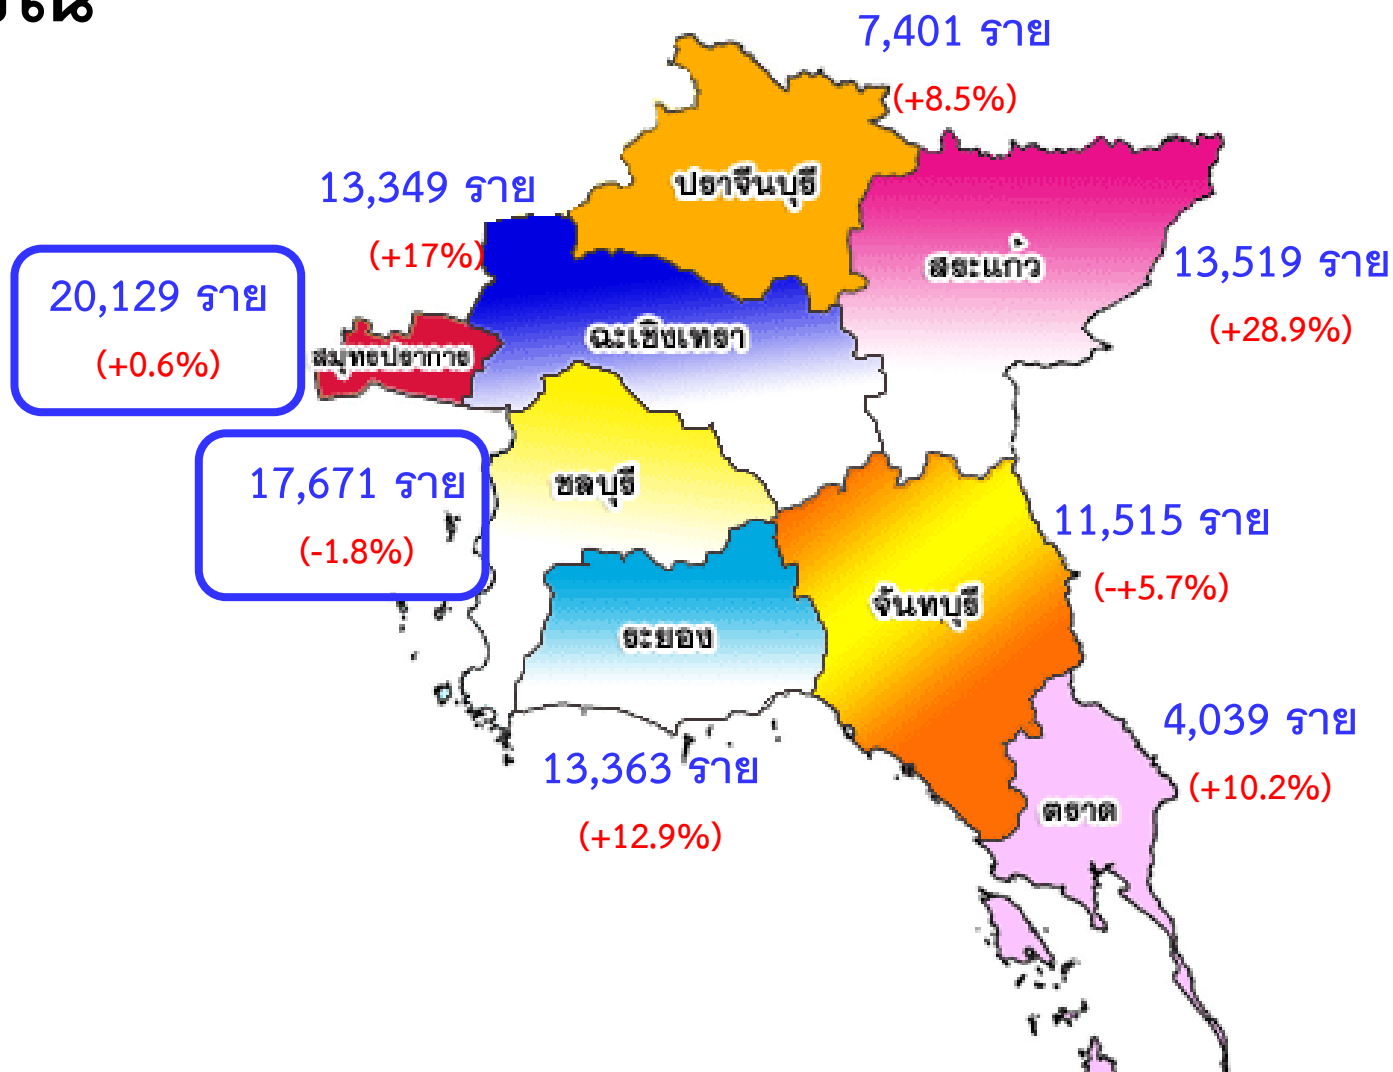 7,401 ราย
(+8.5%)
ปราจีนบุรี
13,349 ราย
(+17%)
สระแก้ว
13,519 ราย
(+28.9%)
20,129 ราย
(+0.6%)
ฉะเชิงเทรา
สมุทรปราการ
17,671 ราย
(-1.8%)
ชลบุรี
11,515 ราย
(-+5.7%)
จันทบุรี
ระยอง
13,363 ราย
(+12.9%)
4,039 ราย
(+10.2%)
ตราด